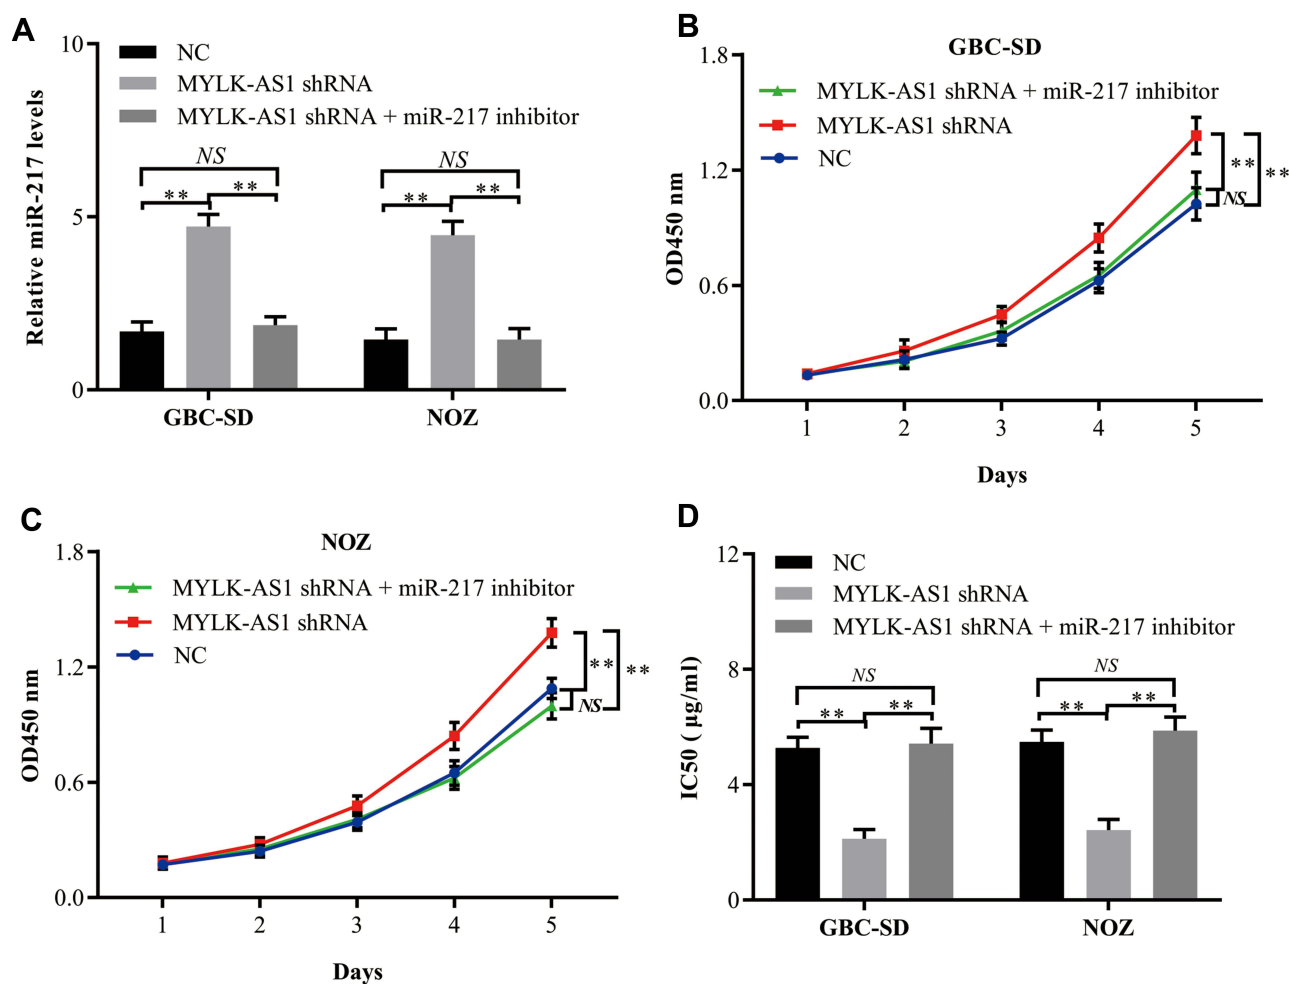 A
10
5
0
Relative miR-217 levels
NC
MYLK-AS1 shRNA
MYLK-AS1 shRNA + miR-217 inhibitor
NS
**
**
NS
**
**
GBC-SD
NOZ
B
GBC-SD
1.8
1.2
0.6
0.0
OD450 nm
MYLK-AS1 shRNA + miR-217 inhibitor
MYLK-AS1 shRNA
NC
**
**
NS
1
2
3
4
5
Days
C
NOZ
1.8
1.2
0.6
0.0
OD450 nm
MYLK-AS1 shRNA + miR-217 inhibitor
MYLK-AS1 shRNA
NC
**
**
NS
1
2
3
4
5
Days
D
12
8
4
0
IC50 ( μg/ml)
NC
MYLK-AS1 shRNA
MYLK-AS1 shRNA + miR-217 inhibitor
NS
**
**
NS
**
**
GBC-SD
NOZ